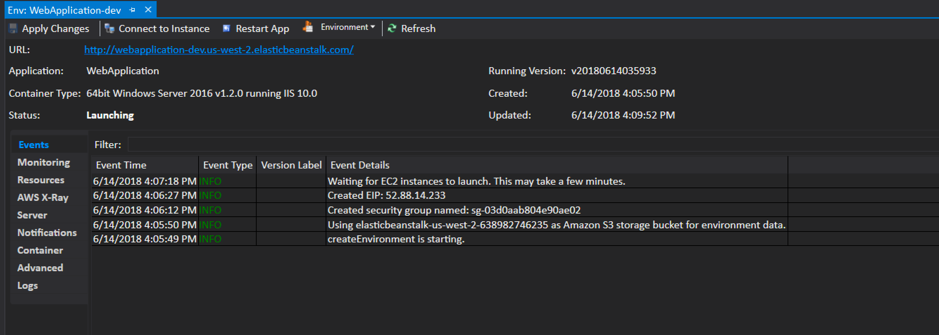 Env: WebApplication-dev
Apply Changes Connect to Instance Restart App Environment Refresh
URL: http://webapplication-dev.us-west-2.elasticbeanstalk.com/
Application: WebApplication Running Version: v20180614035933
Container Type: 64bit Windows Server 2016 v1.2.0 running IIS 10.0 Created: 6/14/2018 4:05:50 PM
Status: Launching Updated: 6/14/2018 4:09:52 PM
Events Filter:
Monitoring
Resources
AWS X-Ray
Server
Notifications
Container
Advanced
Logs
Event Time Event Type Version Label Event Details
6/14/2018 4:07:18 PM INFO Waiting for EC2 instances to launch. This may take a few minutes.
6/14/2018 4:06:27 PM INFO Created EIP: 52.88.14.233
6/14/2018 4:06:12 PM INFO Created security group named: sg-03d0aab804e90ae02
6/14/2018 4:05:50 PM INFO Using elasticbeanstalk-us-west-2-638982746235 as Amazon S3 storage bucket for environment data.
6/14/2018 4:05:49 PM INFO createEnvironment is starting.